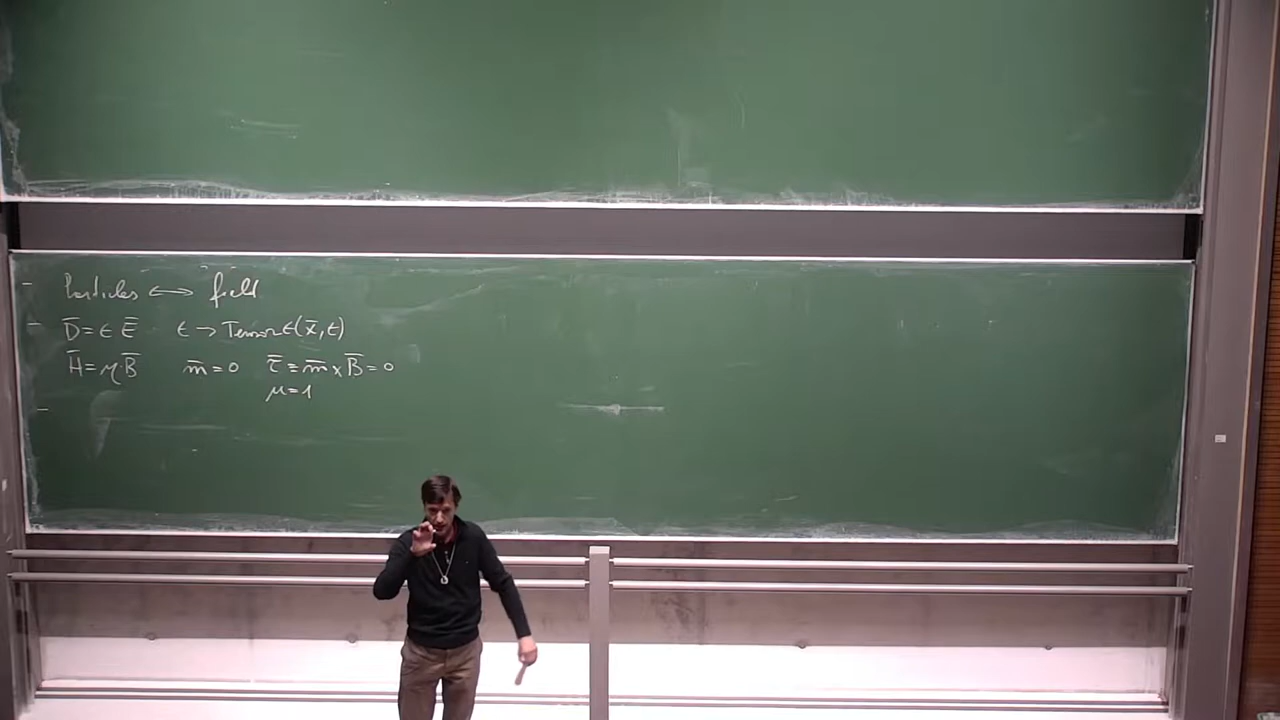 - Particles ↔ field
- D̄ = ε Ē ε → Tensor ε(x̄,t)
H̄ = μ B̄ m̄ = 0 τ̄ = m̄ × B̄ = 0
μ = 1
-